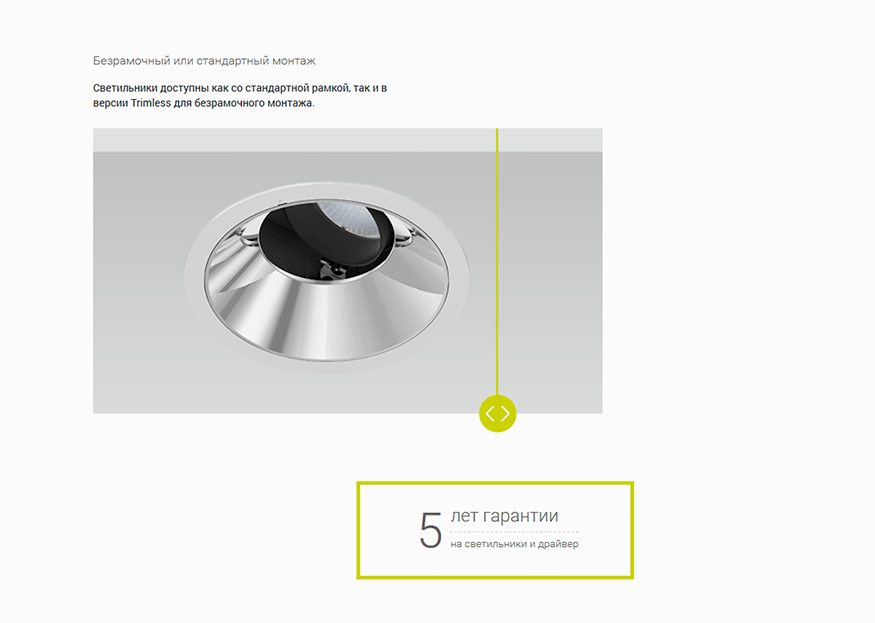 Безрамочный или стандартный монтаж
Светильники доступны как со стандартной рамкой, так и в
версии Trimless для безрамочного монтажа.
5 лет гарантии
на светильники и драйвер